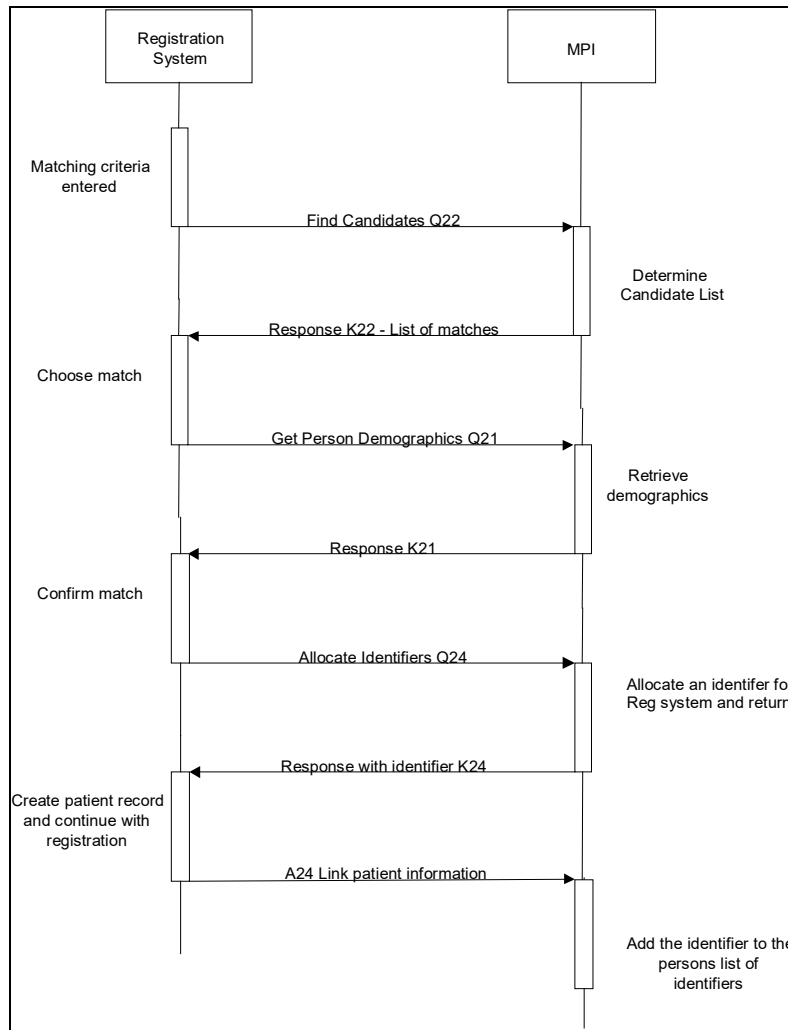 Registration
System
MPI
Matching criteria
entered
Find Candidates Q22
Determine
Candidate List
Response K22 - List of matches
Choose match
Get Person Demographics Q21
Retrieve
demographics
Response K21
Confirm match
Allocate Identifiers Q24
Allocate an identifer fo
Reg system and return
Response with identifier K24
Create patient record
and continue with
registration
A24 Link patient information
Add the identifier to the
persons list of
identifiers